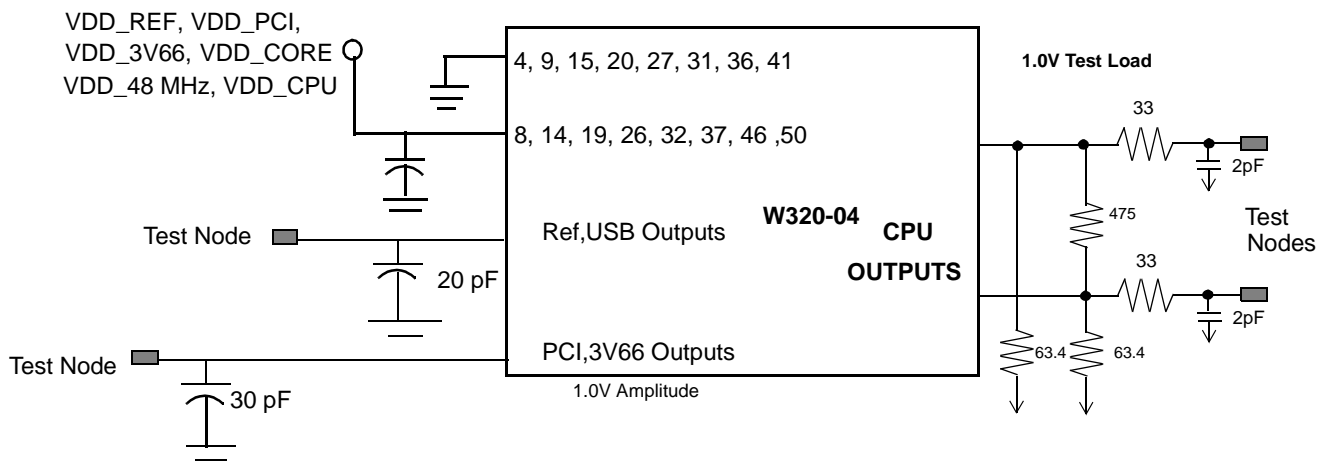 VDD_REF, VDD_PCI,
VDD_3V66, VDD_CORE
VDD_48 MHz, VDD_CPU
4, 9, 15, 20, 27, 31, 36, 41
8, 14, 19, 26, 32, 37, 46 ,50
Test Node
20 pF
Ref,USB Outputs
W320-04
CPU
OUTPUTS
Test Node
30 pF
PCI,3V66 Outputs
1.0V Amplitude
1.0V Test Load
33
2pF
475
Test
Nodes
33
2pF
63.4
63.4